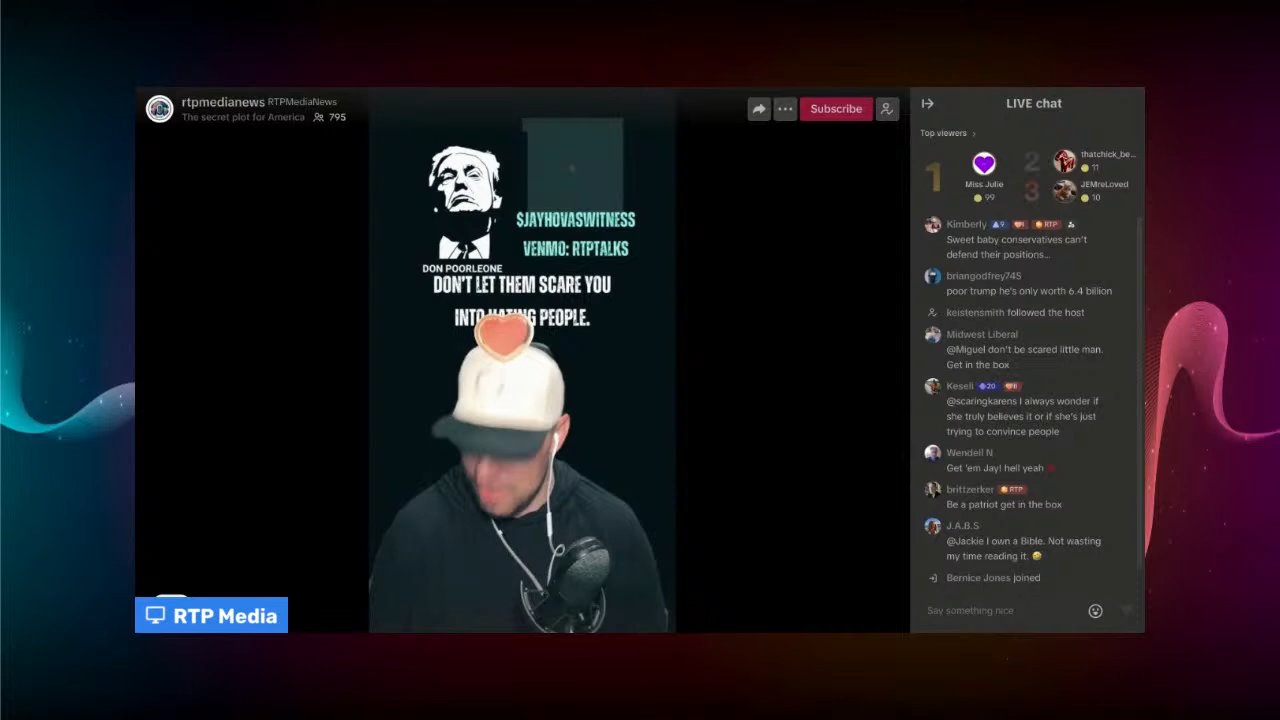 rtpmedianews RTPMediaNews
The secret plot for America 795
Subscribe
$JAYHOVASWITNESS
VENMO: RTPTALKS
DON POORLEONE
DON'T LET THEM SCARE YOU
INTO HATING PEOPLE.
RTP Media
LIVE chat
Top viewers
1
Miss Julie
99
2
thatchick_be...
11
3
JEMreLoved
10
Kimberly 9 RTP
Sweet baby conservatives can't
defend their positions...
briangodfrey745
poor trump he's only worth 6.4 billion
keistensmith followed the host
Midwest Liberal
@Miguel don't be scared little man.
Get in the box
Kesell 20
@scaringkarens I always wonder if
she truly believes it or if she's just
trying to convince people
Wendell N
Get 'em Jay! hell yeah
brittzerker RTP
Be a patriot get in the box
J.A.B.S
@Jackie I own a Bible. Not wasting
my time reading it. 🤣
Bernice Jones joined
Say something nice